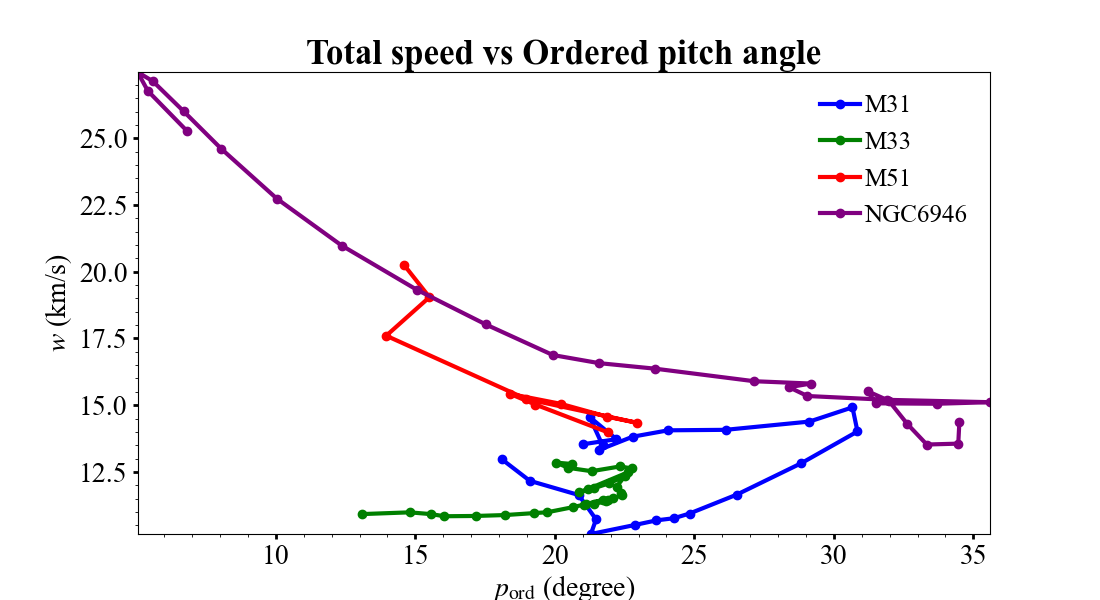 Total speed vs Ordered pitch angle
M31
M33
M51
NGC6946
25.0
22.5
20.0
17.5
15.0
12.5
w (km/s)
10 15 20 25 30 35
pord (degree)